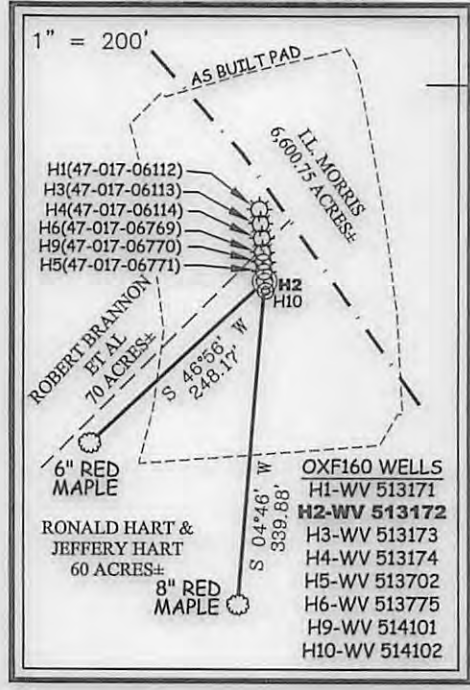 1" = 200'
AS BUILT PAD
I.L. MORRIS
6,600.75 ACRES±
H1(47-017-06112)
H3(47-017-06113)
H4(47-017-06114)
H6(47-017-06769)
H9(47-017-06770)
H5(47-017-06771)
H2
H10
ROBERT BRANNON
ET AL
70 ACRES±
S 46°56' W
248.17'
6" RED
MAPLE
S 04°46' W
339.88'
RONALD HART &
JEFFERY HART
60 ACRES±
8" RED
MAPLE
OXF160 WELLS
H1-WV 513171
H2-WV 513172
H3-WV 513173
H4-WV 513174
H5-WV 513702
H6-WV 513775
H9-WV 514101
H10-WV 514102